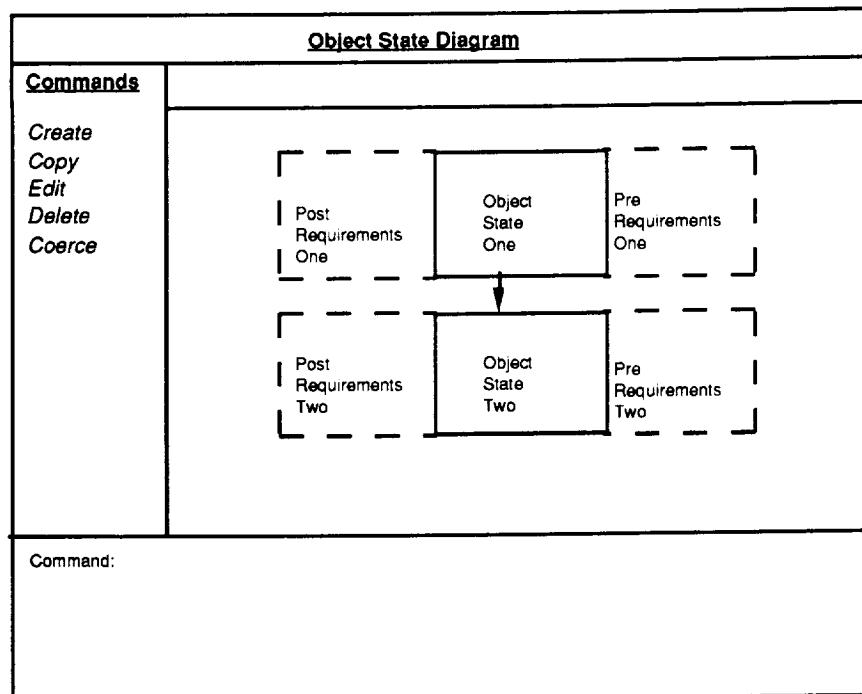 Object State Diagram
Commands
Create
Copy
Edit
Delete
Coerce
Post
Requirements
One
Object
State
One
Pre
Requirements
One
Post
Requirements
Two
Object
State
Two
Pre
Requirements
Two
Command: